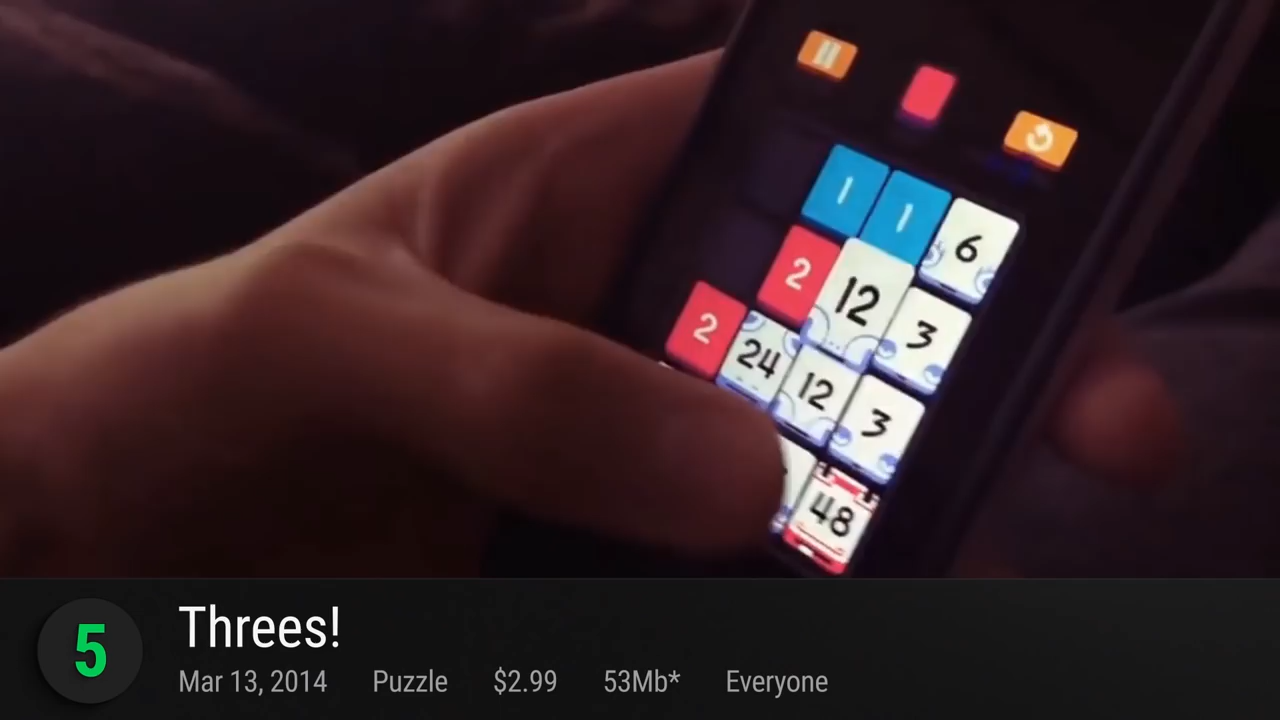 1 1 6
2 12 3
2 24 12 3
48
5
Threes!
Mar 13, 2014 Puzzle $2.99 53Mb* Everyone